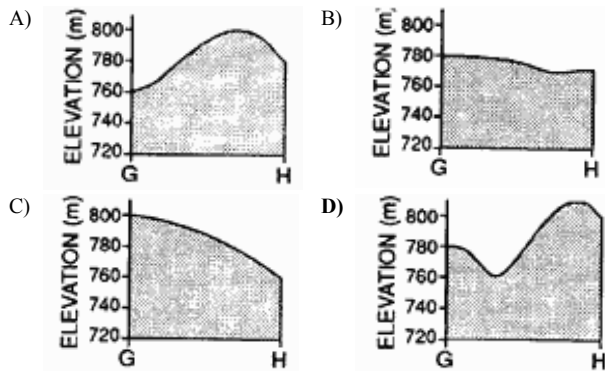 A)
ELEVATION (m)
800
780
760
740
720
G H
B)
ELEVATION (m)
800
780
760
740
720
G H
C)
ELEVATION (m)
800
780
760
740
720
G H
D)
ELEVATION (m)
800
780
760
740
720
G H